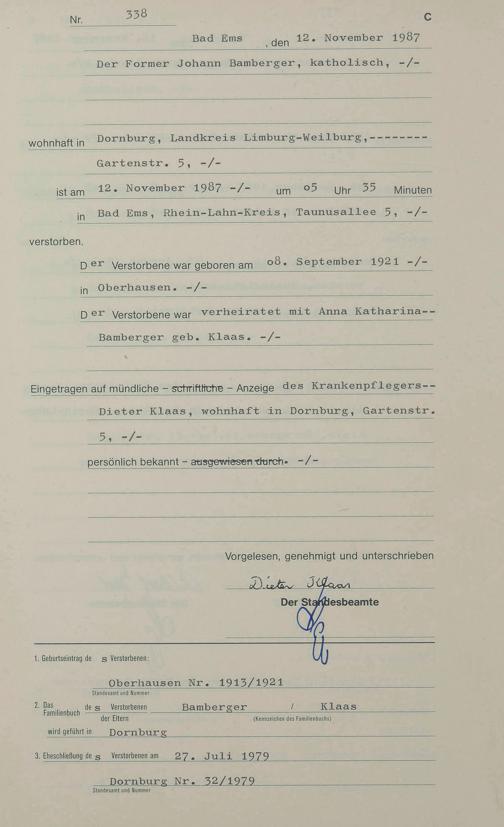 Nr. 338 C
Bad Ems , den 12. November 1987
Der Former Johann Bamberger, katholisch, -/-
wohnhaft in Dornburg, Landkreis Limburg-Weilburg,--------
Gartenstr. 5, -/-
ist am 12. November 1987 -/- um o5 Uhr 35 Minuten
in Bad Ems, Rhein-Lahn-Kreis, Taunusallee 5, -/-
verstorben.
Der Verstorbene war geboren am o8. September 1921 -/-
in Oberhausen. -/-
Der Verstorbene war verheiratet mit Anna Katharina--
Bamberger geb. Klaas. -/-
Eingetragen auf mündliche – schriftliche – Anzeige des Krankenpflegers--
Dieter Klaas, wohnhaft in Dornburg, Gartenstr.
5, -/-
persönlich bekannt – ausgewiesen durch. -/-
Vorgelesen, genehmigt und unterschrieben
Dieter Klaas
Der Standesbeamte
1. Geburtseintrag de s Verstorbenen:
Oberhausen Nr. 1913/1921
Standesamt und Nummer
2. Das Familienbuch de s Verstorbenen Bamberger / Klaas
der Eltern (Kennzeichen des Familienbuchs)
wird geführt in Dornburg
3. Eheschließung de s Verstorbenen am 27. Juli 1979
Dornburg Nr. 32/1979
Standesamt und Nummer